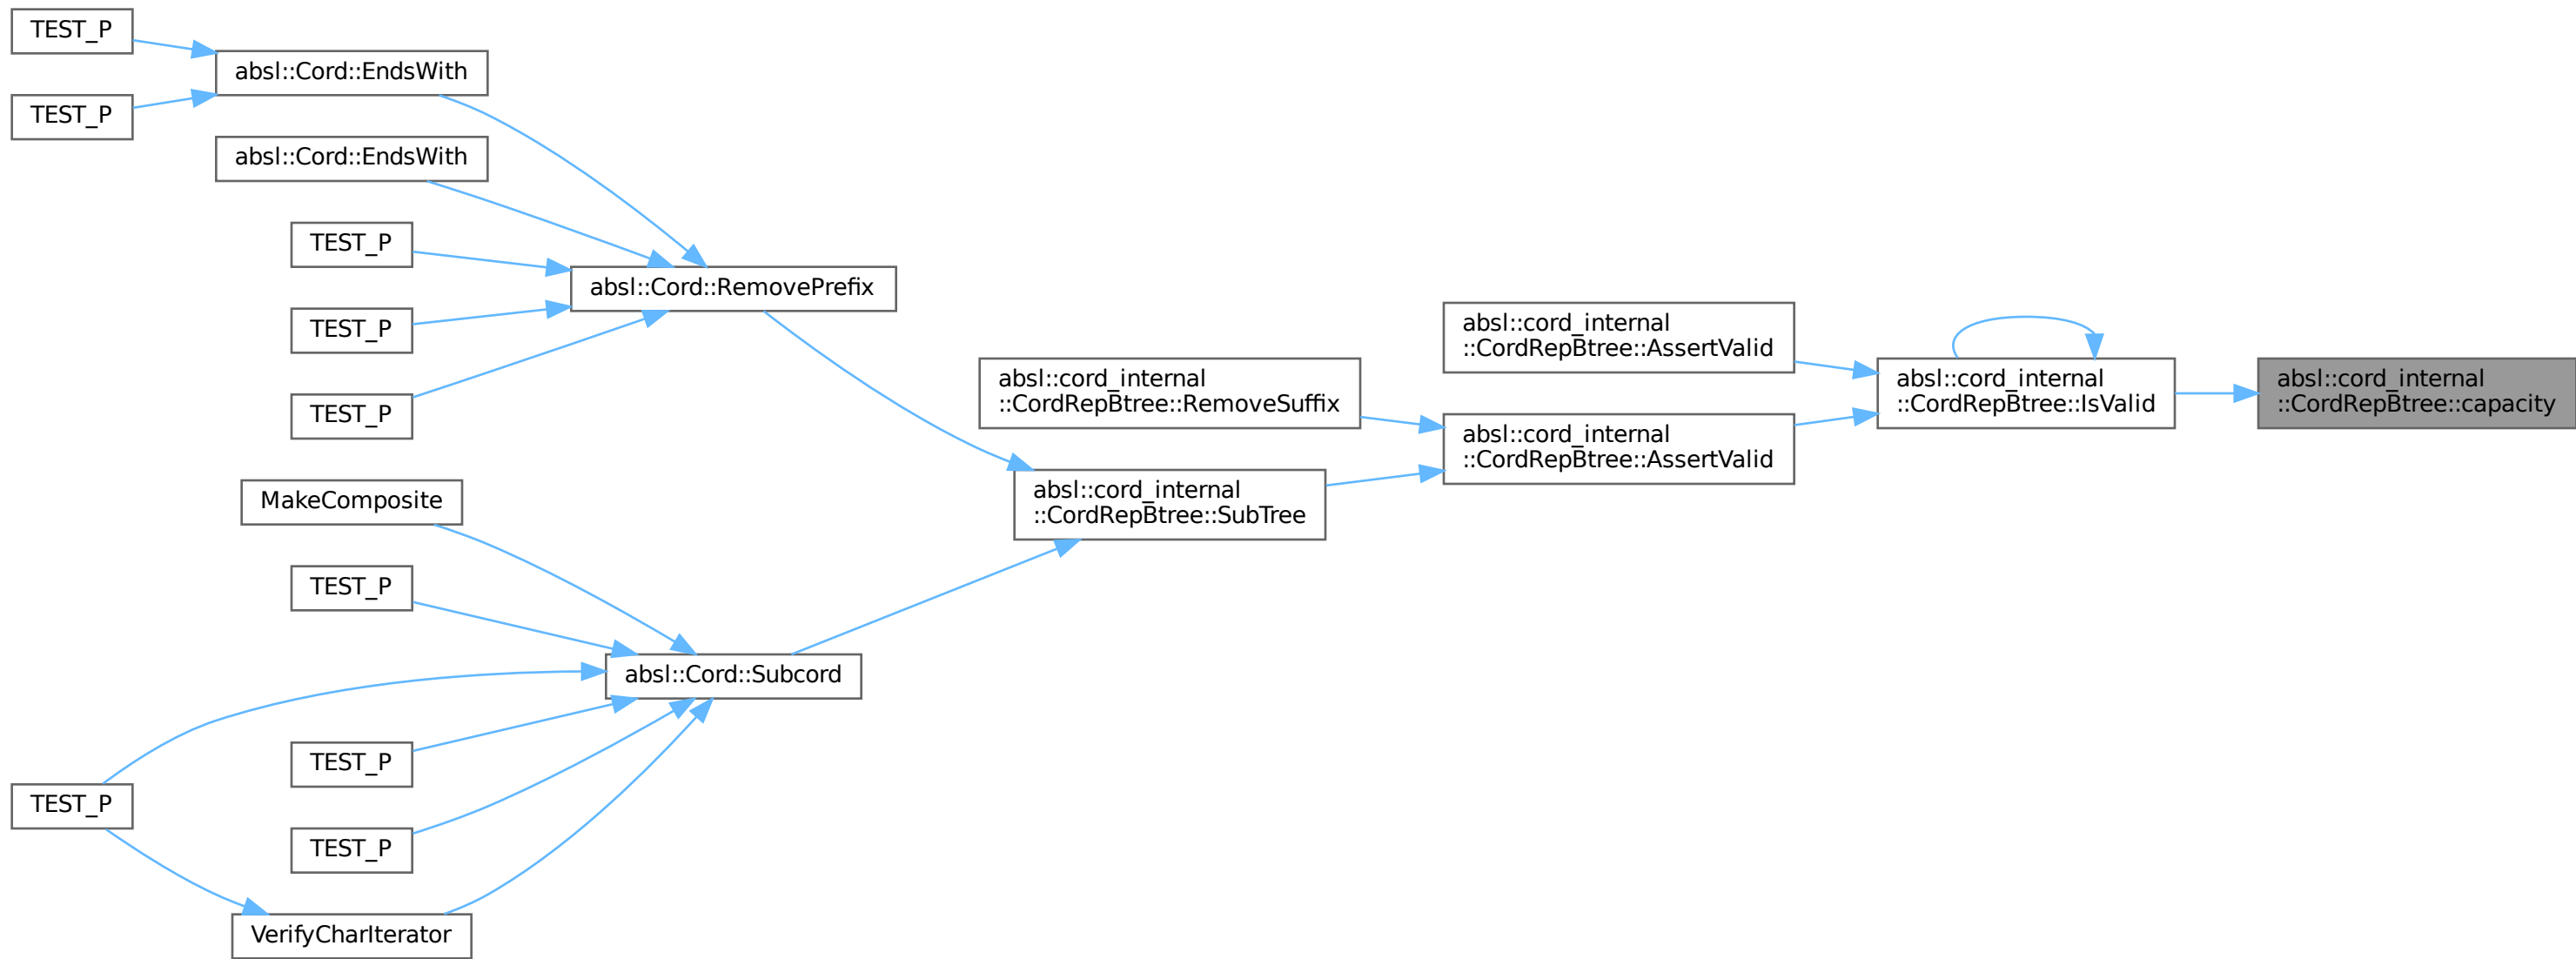 TEST_P
absl::Cord::EndsWith
TEST_P
absl::Cord::EndsWith
TEST_P
absl::Cord::RemovePrefix
TEST_P
TEST_P
absl::cord_internal
::CordRepBtree::AssertValid
absl::cord_internal
::CordRepBtree::RemoveSuffix
absl::cord_internal
::CordRepBtree::IsValid
absl::cord_internal
::CordRepBtree::capacity
absl::cord_internal
::CordRepBtree::AssertValid
absl::cord_internal
::CordRepBtree::SubTree
MakeComposite
TEST_P
absl::Cord::Subcord
TEST_P
TEST_P
TEST_P
VerifyCharIterator